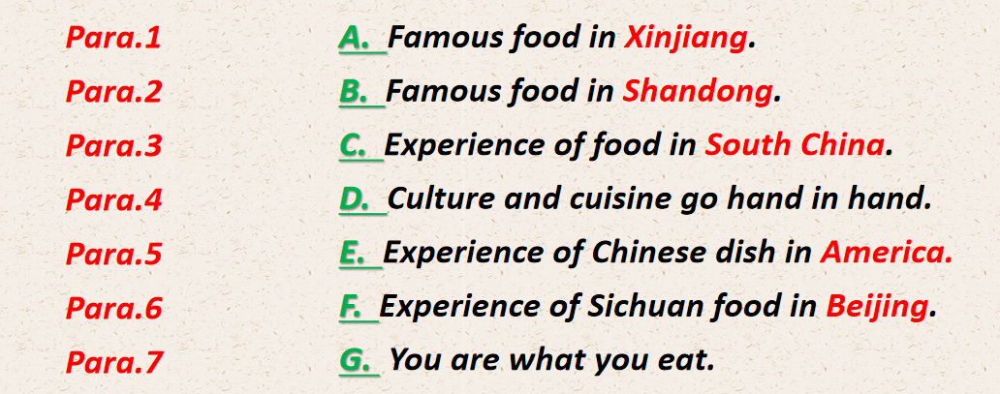 Para.1 A. Famous food in Xinjiang.
Para.2 B. Famous food in Shandong.
Para.3 C. Experience of food in South China.
Para.4 D. Culture and cuisine go hand in hand.
Para.5 E. Experience of Chinese dish in America.
Para.6 F. Experience of Sichuan food in Beijing.
Para.7 G. You are what you eat.